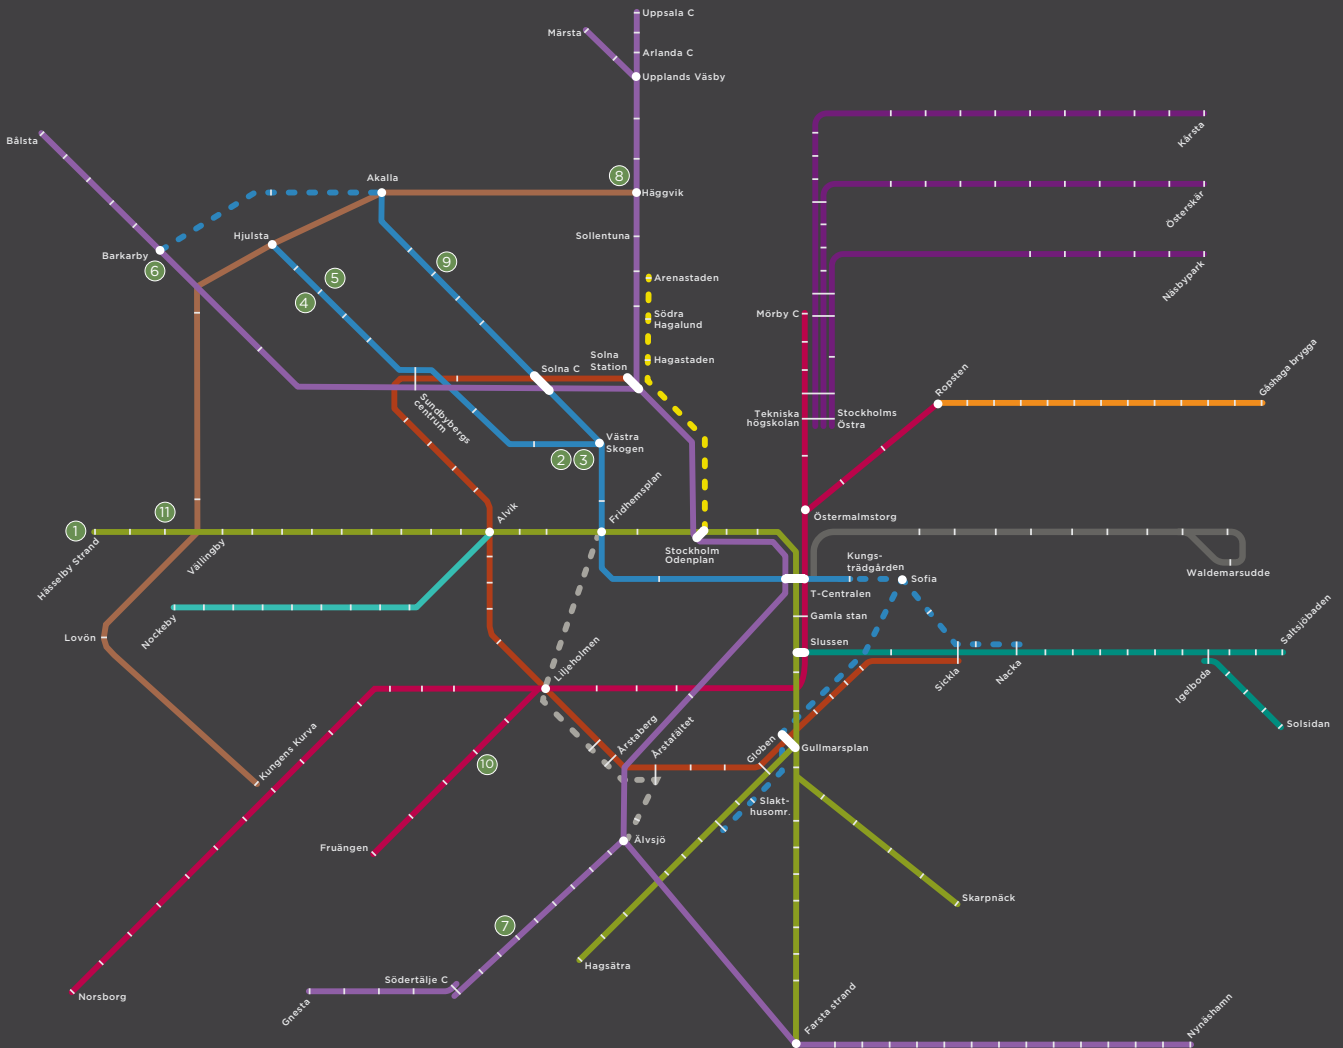 Uppsala C
Märsta
Arlanda C
Upplands Väsby
Bålsta
Kårsta
8
Akalla
Häggvik
Österskär
Hjulsta
Sollentuna
Barkarby
6
9
5
4
Arenastaden
Näsbypark
Södra
Hagalund
Mörby C
Solna
Station
Hagastaden
Solna C
Ropsten
Gåshaga brygga
Sundbybergs
centrum
Tekniska
högskolan
Stockholms
Östra
Västra
Skogen
2
3
Fridhemsplan
Alvik
11
1
Östermalmstorg
Hässelby Strand
Vällingby
Stockholm
Odenplan
Kungs-
trädgården
Sofia
Waldemarsudde
T-Centralen
Gamla stan
Nockeby
Lovön
Slussen
Saltsjöbaden
Liljeholmen
Sickla
Nacka
Igelboda
Solsidan
Kungens Kurva
Årstaberg
Årstafältet
Globen
Gullmarsplan
10
Slakt-
husomr.
Fruängen
Älvsjö
Skarpnäck
7
Hagsätra
Södertälje C
Norsborg
Gnesta
Farsta strand
Nynäshamn